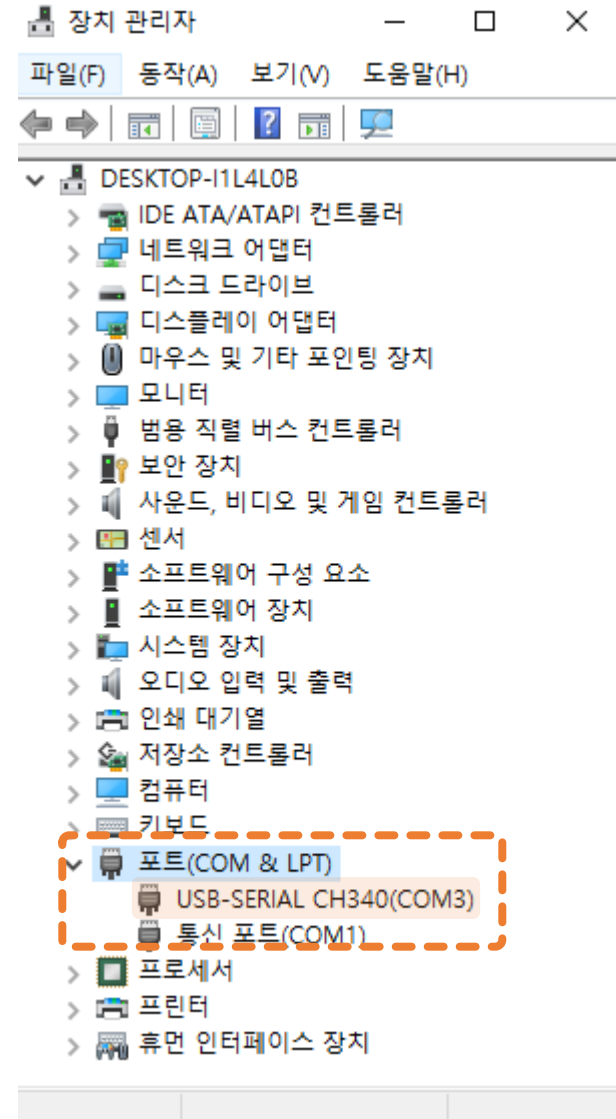 장치 관리자
파일(F) 동작(A) 보기(V) 도움말(H)
DESKTOP-I1L4L0B
IDE ATA/ATAPI 컨트롤러
네트워크 어댑터
디스크 드라이브
디스플레이 어댑터
마우스 및 기타 포인팅 장치
모니터
범용 직렬 버스 컨트롤러
보안 장치
사운드, 비디오 및 게임 컨트롤러
센서
소프트웨어 구성 요소
소프트웨어 장치
시스템 장치
오디오 입력 및 출력
인쇄 대기열
저장소 컨트롤러
컴퓨터
키보드
포트(COM & LPT)
USB-SERIAL CH340(COM3)
통신 포트(COM1)
프로세서
프린터
휴먼 인터페이스 장치